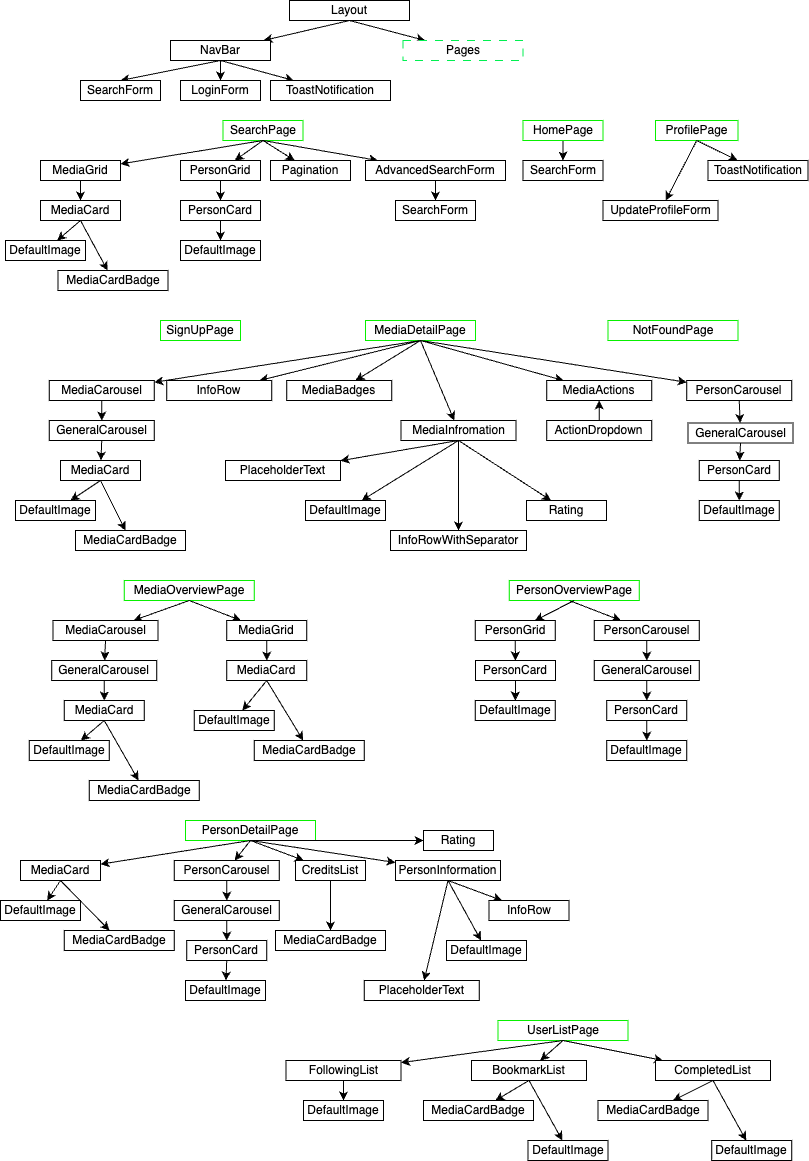 Layout
NavBar
Pages
SearchForm
LoginForm
ToastNotification
SearchPage
HomePage
ProfilePage
MediaGrid
PersonGrid
Pagination
AdvancedSearchForm
SearchForm
ToastNotification
MediaCard
PersonCard
SearchForm
UpdateProfileForm
DefaultImage
DefaultImage
MediaCardBadge
SignUpPage
MediaDetailPage
NotFoundPage
MediaCarousel
InfoRow
MediaBadges
MediaActions
PersonCarousel
GeneralCarousel
MediaInfromation
ActionDropdown
GeneralCarousel
MediaCard
PlaceholderText
PersonCard
DefaultImage
DefaultImage
Rating
DefaultImage
MediaCardBadge
InfoRowWithSeparator
MediaOverviewPage
PersonOverviewPage
MediaCarousel
MediaGrid
PersonGrid
PersonCarousel
GeneralCarousel
MediaCard
PersonCard
GeneralCarousel
MediaCard
DefaultImage
DefaultImage
PersonCard
DefaultImage
MediaCardBadge
DefaultImage
MediaCardBadge
PersonDetailPage
Rating
MediaCard
PersonCarousel
CreditsList
PersonInformation
DefaultImage
GeneralCarousel
InfoRow
MediaCardBadge
PersonCard
MediaCardBadge
DefaultImage
DefaultImage
PlaceholderText
UserListPage
FollowingList
BookmarkList
CompletedList
DefaultImage
MediaCardBadge
MediaCardBadge
DefaultImage
DefaultImage